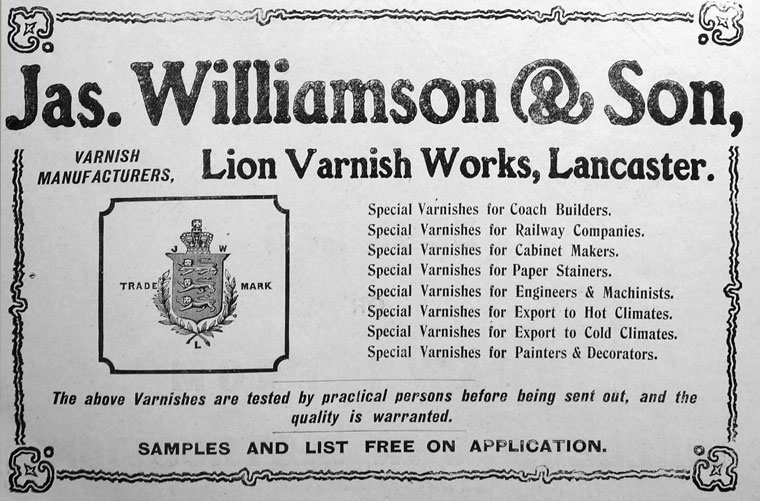 Jas. Williamson & Son,
VARNISH
MANUFACTURERS,
Lion Varnish Works, Lancaster.
J W
TRADE MARK
L
Special Varnishes for Coach Builders.
Special Varnishes for Railway Companies.
Special Varnishes for Cabinet Makers.
Special Varnishes for Paper Stainers.
Special Varnishes for Engineers & Machinists.
Special Varnishes for Export to Hot Climates.
Special Varnishes for Export to Cold Climates.
Special Varnishes for Painters & Decorators.
The above Varnishes are tested by practical persons before being sent out, and the
quality is warranted.
SAMPLES AND LIST FREE ON APPLICATION.